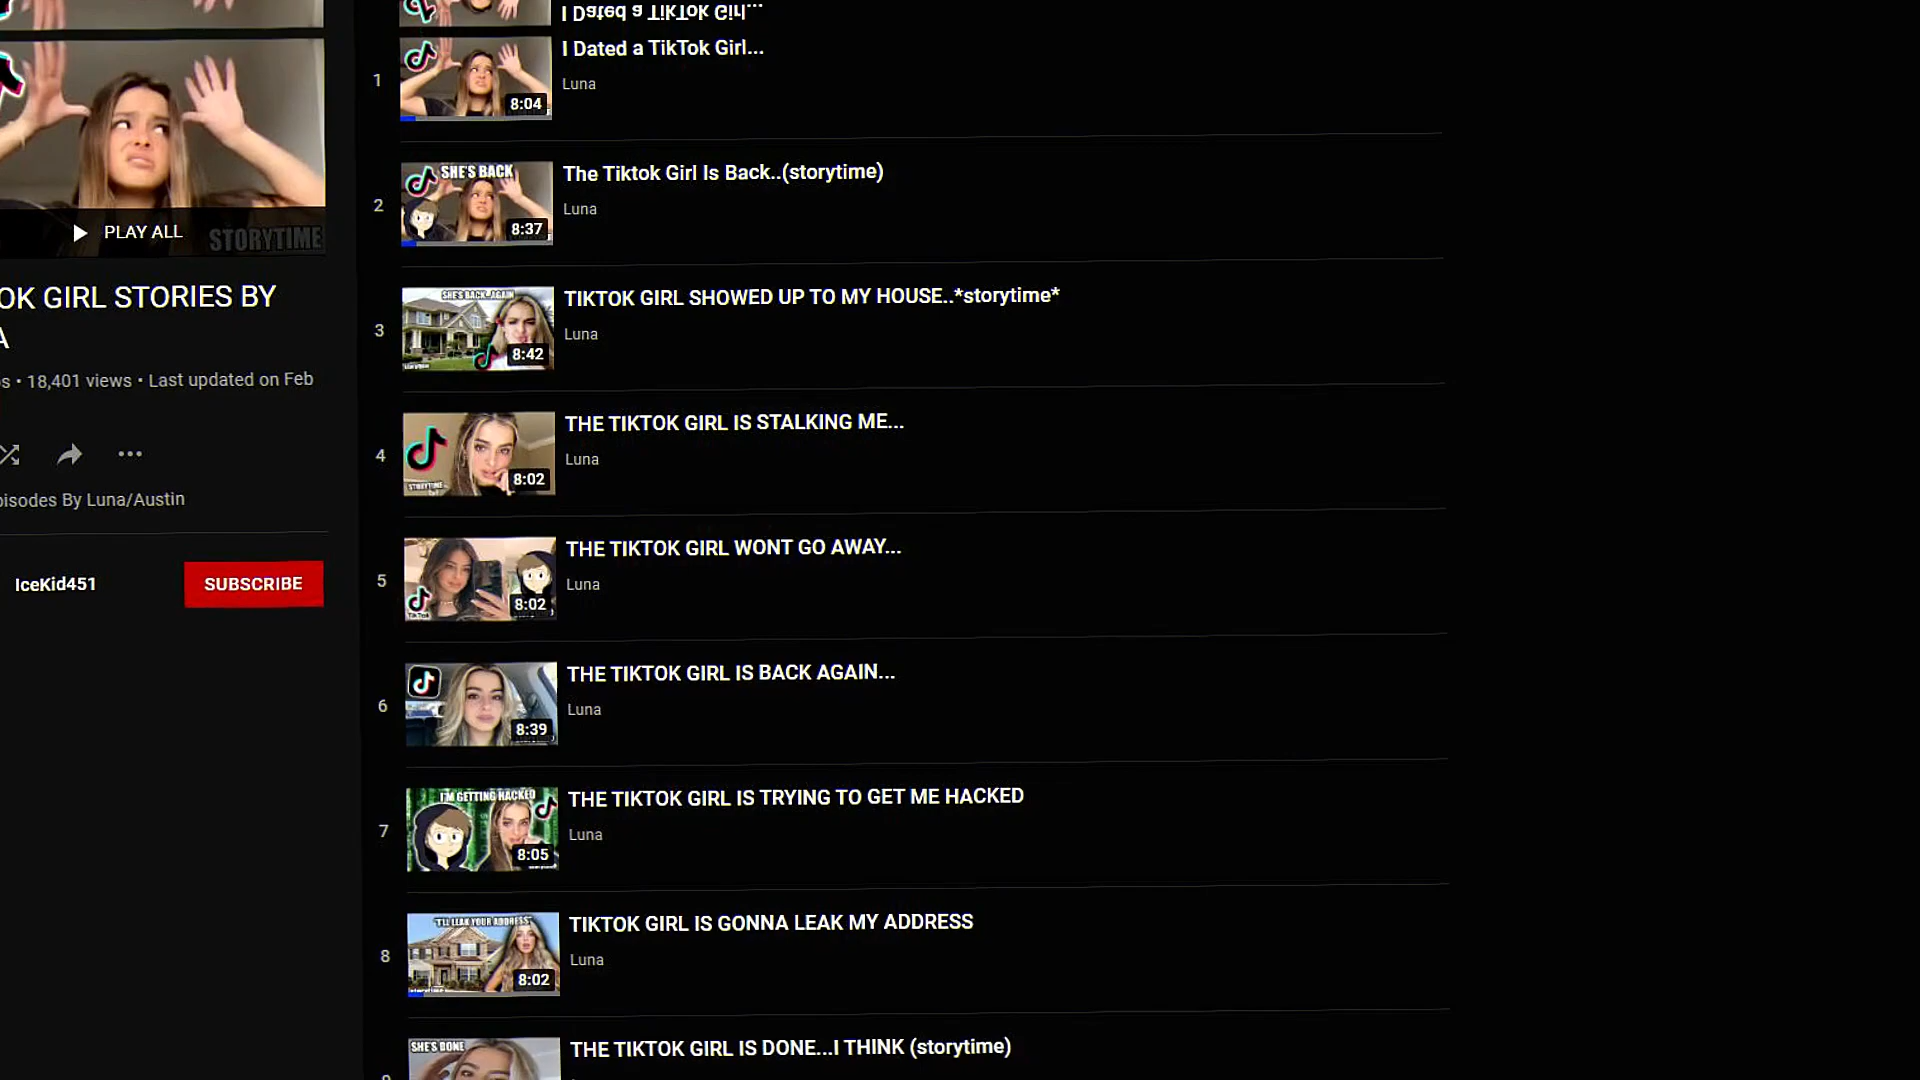 I Dated a TikTok Girl...
1
I Dated a TikTok Girl...
Luna
8:04
2
SHE'S BACK
8:37
The Tiktok Girl Is Back..(storytime)
Luna
PLAY ALL
STORYTIME
OK GIRL STORIES BY
A
s • 18,401 views • Last updated on Feb
isodes By Luna/Austin
IceKid451
SUBSCRIBE
3
SHE'S BACK AGAIN
8:42
TIKTOK GIRL SHOWED UP TO MY HOUSE..*storytime*
Luna
4
STORYTIME
8:02
THE TIKTOK GIRL IS STALKING ME...
Luna
5
TikTok
8:02
THE TIKTOK GIRL WONT GO AWAY...
Luna
6
8:39
THE TIKTOK GIRL IS BACK AGAIN...
Luna
7
I'M GETTING HACKED
8:05
THE TIKTOK GIRL IS TRYING TO GET ME HACKED
Luna
8
"I'LL LEAK YOUR ADDRESS"
8:02
TIKTOK GIRL IS GONNA LEAK MY ADDRESS
Luna
SHE'S DONE
THE TIKTOK GIRL IS DONE...I THINK (storytime)